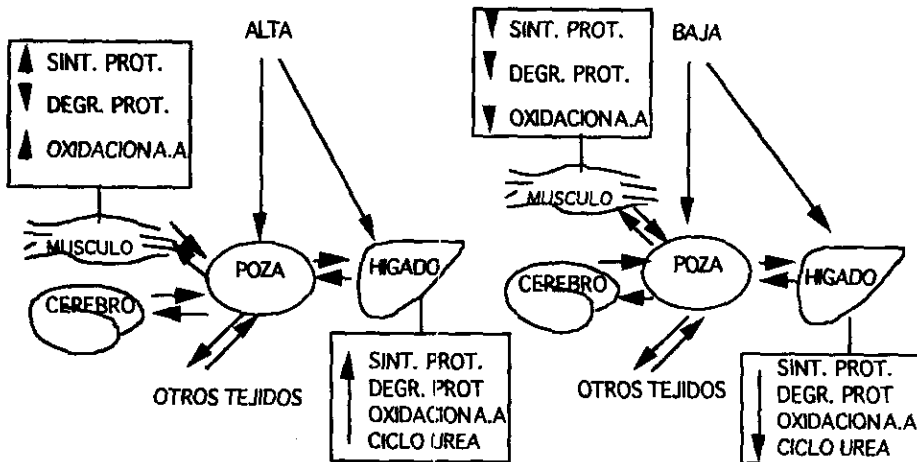 ALTA
SINT. PROT.
DEGR. PROT.
OXIDACION A.A
MUSCULO
POZA
HIGADO
CEREBRO
OTROS TEJIDOS
SINT. PROT.
DEGR. PROT
OXIDACION A.A
CICLO UREA
BAJA
SINT. PROT.
DEGR. PROT.
OXIDACION A.A
MUSCULO
POZA
HIGADO
CEREBRO
OTROS TEJIDOS
SINT. PROT.
DEGR. PROT
OXIDACION A.A
CICLO UREA